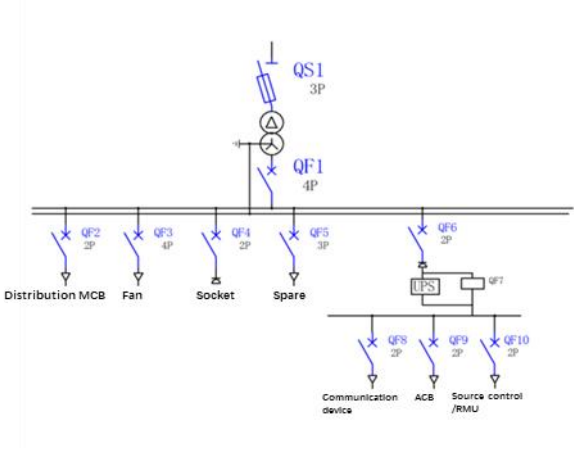 QS1
3P
QF1
4P
QF2
2P
QF3
4P
QF4
2P
QF5
3P
QF6
2P
Distribution MCB
Fan
Socket
Spare
UPS
QF7
QF8
2P
QF9
2P
QF10
2P
Communication
device
ACB
Source control
/RMU